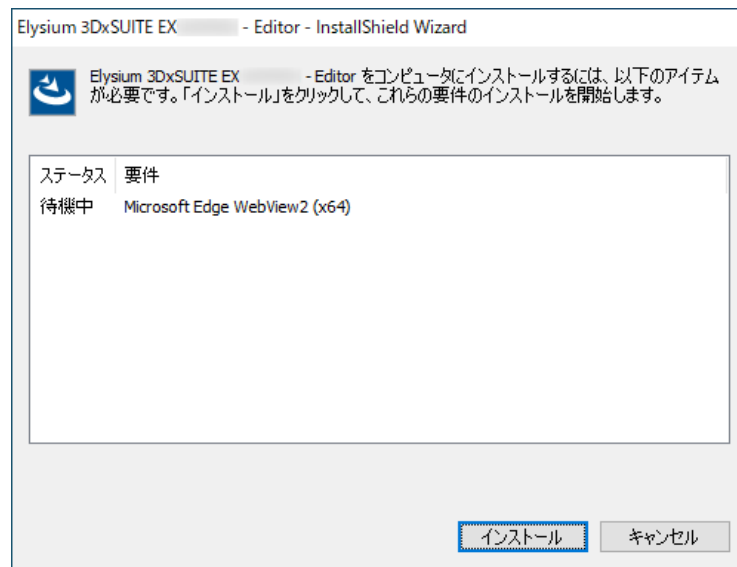 Elysium 3DxSUITE EX - Editor - InstallShield Wizard
Elysium 3DxSUITE EX - Editor をコンピュータにインストールするには、以下のアイテム
が必要です。「インストール」をクリックして、これらの要件のインストールを開始します。
ステータス 要件
待機中 Microsoft Edge WebView2 (x64)
インストール キャンセル